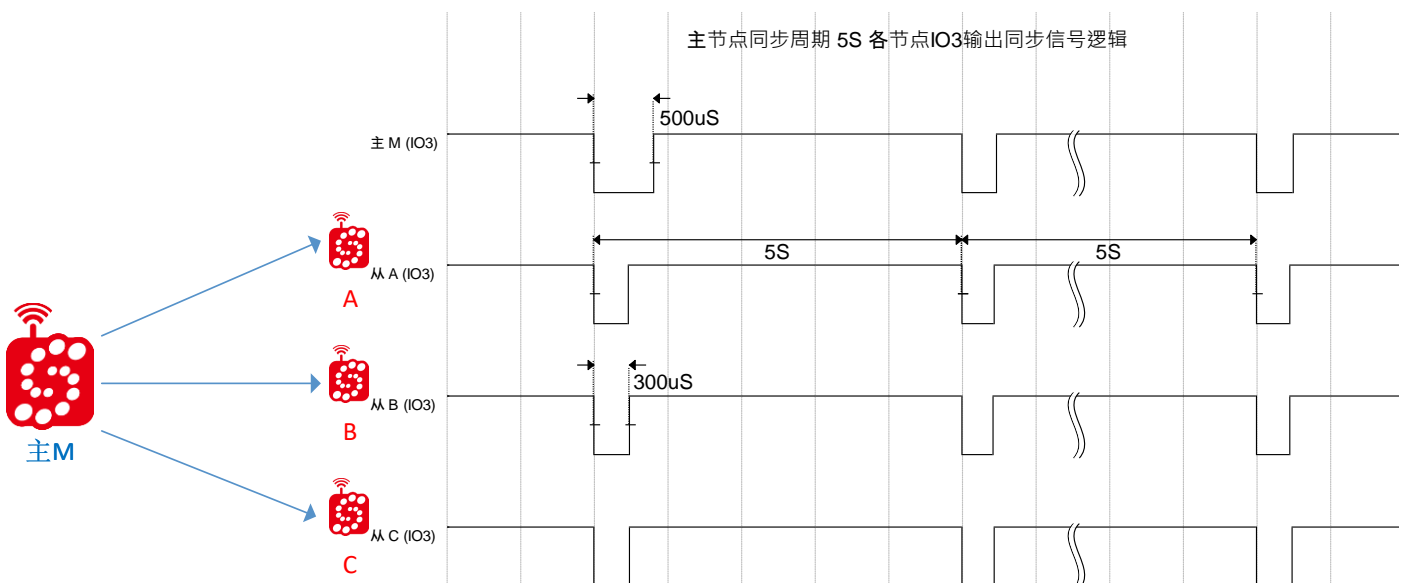 主节点同步周期 5S 各节点IO3输出同步信号逻辑
500uS
主 M (IO3)
5S
5S
从 A (IO3)
A
300uS
从 B (IO3)
B
主M
从 C (IO3)
C